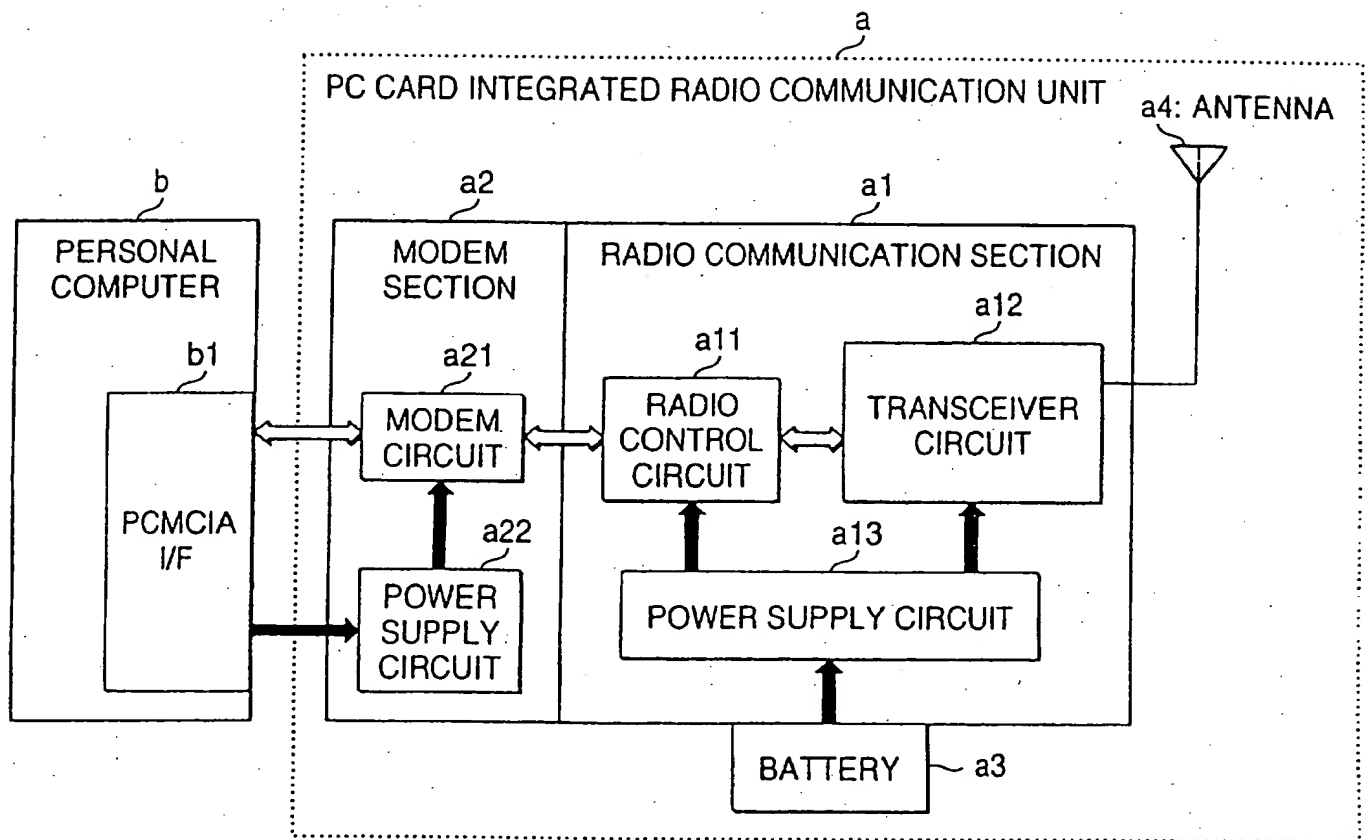 a
PC CARD INTEGRATED RADIO COMMUNICATION UNIT
a4: ANTENNA
b
a2
a1
PERSONAL
COMPUTER
MODEM
SECTION
RADIO COMMUNICATION SECTION
b1
a21
a11
a12
MODEM
CIRCUIT
RADIO
CONTROL
CIRCUIT
TRANSCEIVER
CIRCUIT
PCMCIA
I/F
a22
a13
POWER
SUPPLY
CIRCUIT
POWER SUPPLY CIRCUIT
BATTERY
a3